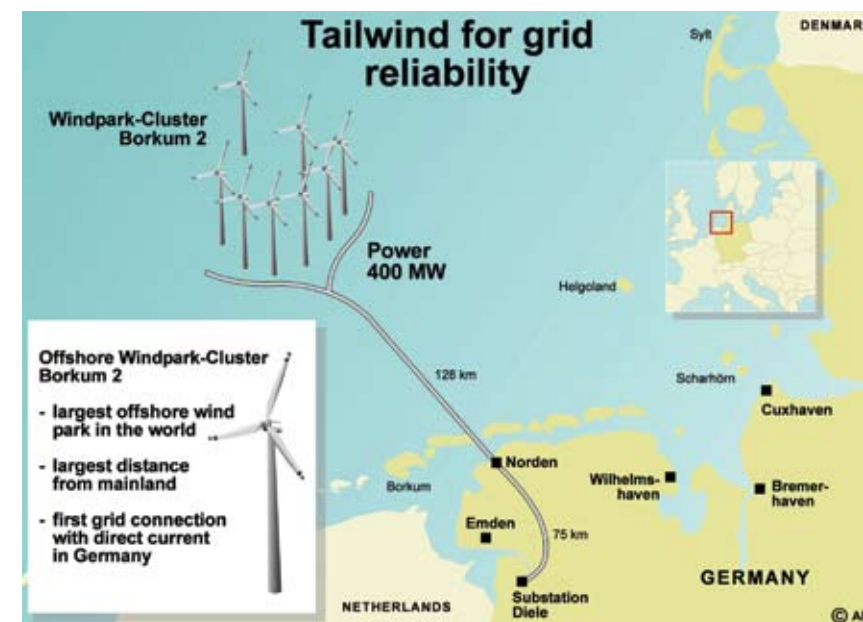 Tailwind for grid
reliability
Sylt
DENMAR
Windpark-Cluster
Borkum 2
Power
400 MW
Helgoland
Offshore Windpark-Cluster
Borkum 2
- largest offshore wind
park in the world
- largest distance
from mainland
- first grid connection
with direct current
in Germany
128 km
Scharhörn
Cuxhaven
Norden
Borkum
Wilhelms-
haven
Bremer-
haven
Emden
75 km
GERMANY
Substation
Diele
NETHERLANDS
© A